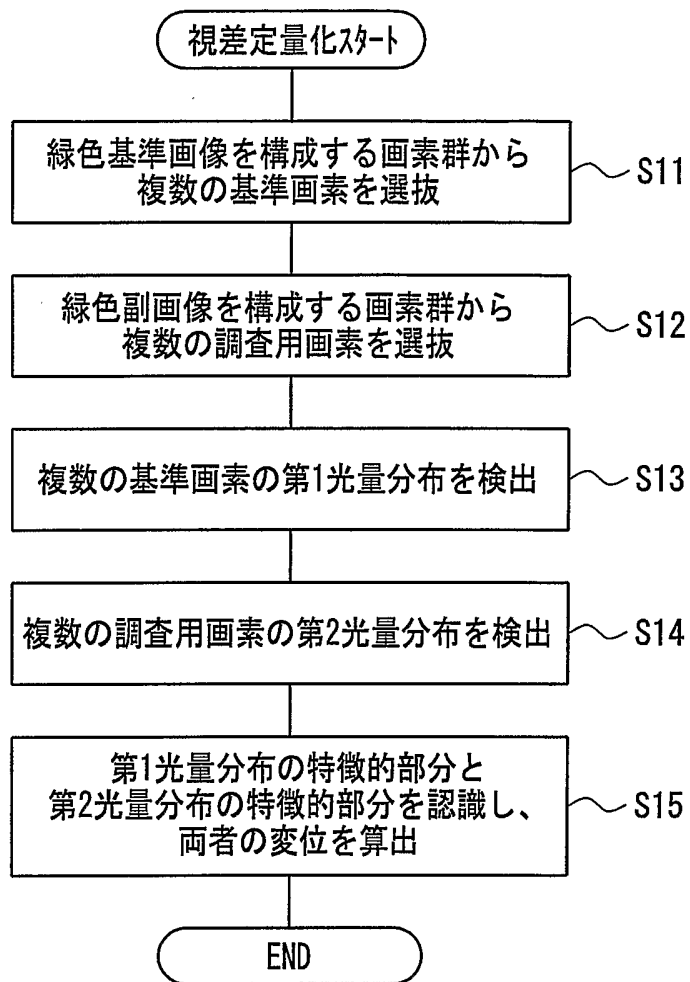 視差定量化スタート
緑色基準画像を構成する画素群から
複数の基準画素を選抜
S11
緑色副画像を構成する画素群から
複数の調査用画素を選抜
S12
複数の基準画素の第1光量分布を検出
S13
複数の調査用画素の第2光量分布を検出
S14
第1光量分布の特徴的部分と
第2光量分布の特徴的部分を認識し、
両者の変位を算出
S15
END